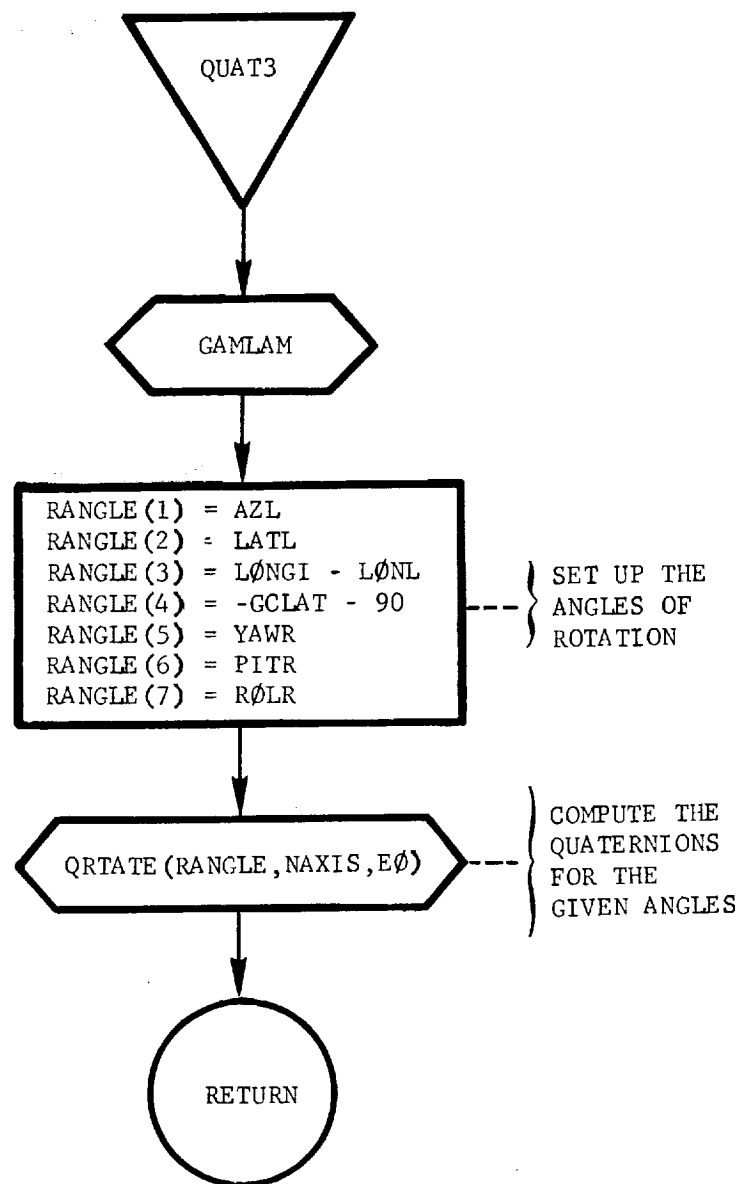 QUAT3
GAMLAM
RANGLE(1) = AZL
RANGLE(2) = LATL
RANGLE(3) = LØNGI - LØNL
RANGLE(4) = -GCLAT - 90
RANGLE(5) = YAWR
RANGLE(6) = PITR
RANGLE(7) = RØLR
SET UP THE
ANGLES OF
ROTATION
QRTATE(RANGLE,NAXIS,EØ)
COMPUTE THE
QUATERNIONS
FOR THE
GIVEN ANGLES
RETURN